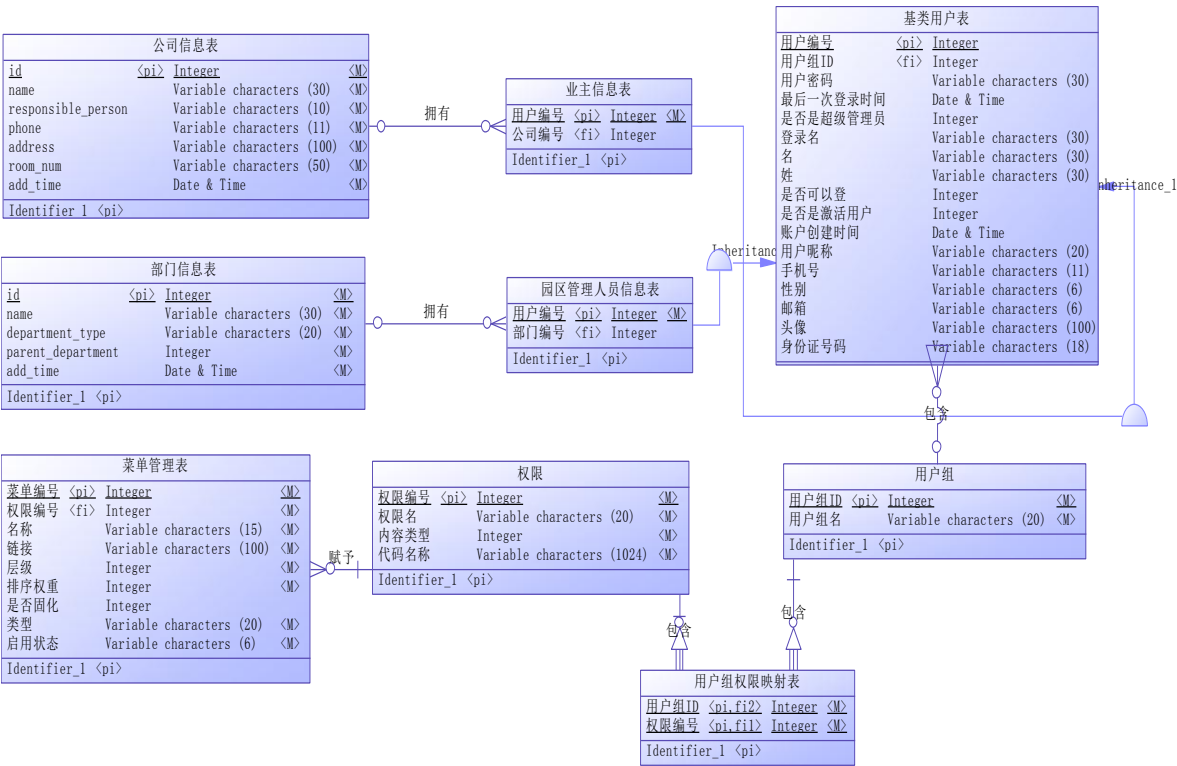 公司信息表
id <pi> Integer <M>
name Variable characters (30) <M>
responsible_person Variable characters (10) <M>
phone Variable characters (11) <M>
address Variable characters (100) <M>
room_num Variable characters (50) <M>
add_time Date & Time <M>
Identifier_1 <pi>
拥有
业主信息表
用户编号 <pi> Integer <M>
公司编号 <fi> Integer
Identifier_1 <pi>
基类用户表
用户编号 <pi> Integer
用户组ID <fi> Integer
用户密码 Variable characters (30)
最后一次登录时间 Date & Time
是否是超级管理员 Integer
登录名 Variable characters (30)
名 Variable characters (30)
姓 Variable characters (30)
是否可以登 Integer
是否是激活用户 Integer
账户创建时间 Date & Time
用户昵称 Variable characters (20)
手机号 Variable characters (11)
性别 Variable characters (6)
邮箱 Variable characters (6)
头像 Variable characters (100)
身份证号码 Variable characters (18)
Inheritance_1
Inheritanc
部门信息表
id <pi> Integer <M>
name Variable characters (30) <M>
department_type Variable characters (20) <M>
parent_department Integer <M>
add_time Date & Time <M>
Identifier_1 <pi>
拥有
园区管理人员信息表
用户编号 <pi> Integer <M>
部门编号 <fi> Integer
Identifier_1 <pi>
包含
菜单管理表
菜单编号 <pi> Integer <M>
权限编号 <fi> Integer <M>
名称 Variable characters (15) <M>
链接 Variable characters (100) <M>
层级 Integer <M>
排序权重 Integer <M>
是否固化 Integer
类型 Variable characters (20) <M>
启用状态 Variable characters (6) <M>
Identifier_1 <pi>
赋予
权限
权限编号 <pi> Integer <M>
权限名 Variable characters (20) <M>
内容类型 Integer <M>
代码名称 Variable characters (1024) <M>
Identifier_1 <pi>
用户组
用户组ID <pi> Integer <M>
用户组名 Variable characters (20) <M>
Identifier_1 <pi>
包含
包含
用户组权限映射表
用户组ID <pi,fi2> Integer <M>
权限编号 <pi,fi1> Integer <M>
Identifier_1 <pi>